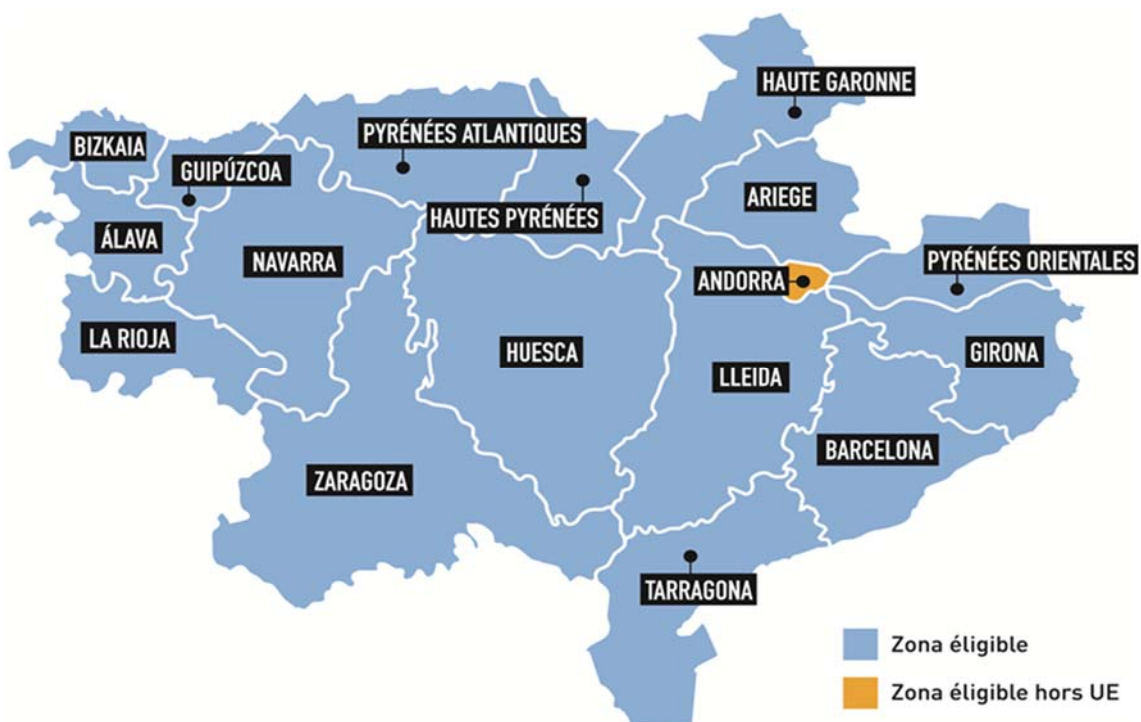 HAUTE GARONNE
PYRÉNÉES ATLANTIQUES
BIZKAIA
GUIPÚZCOA
ARIEGE
HAUTES PYRÉNÉES
ÁLAVA
NAVARRA
PYRÉNÉES ORIENTALES
ANDORRA
LA RIOJA
HUESCA
LLEIDA
GIRONA
BARCELONA
ZARAGOZA
TARRAGONA
Zona éligible
Zona éligible hors UE